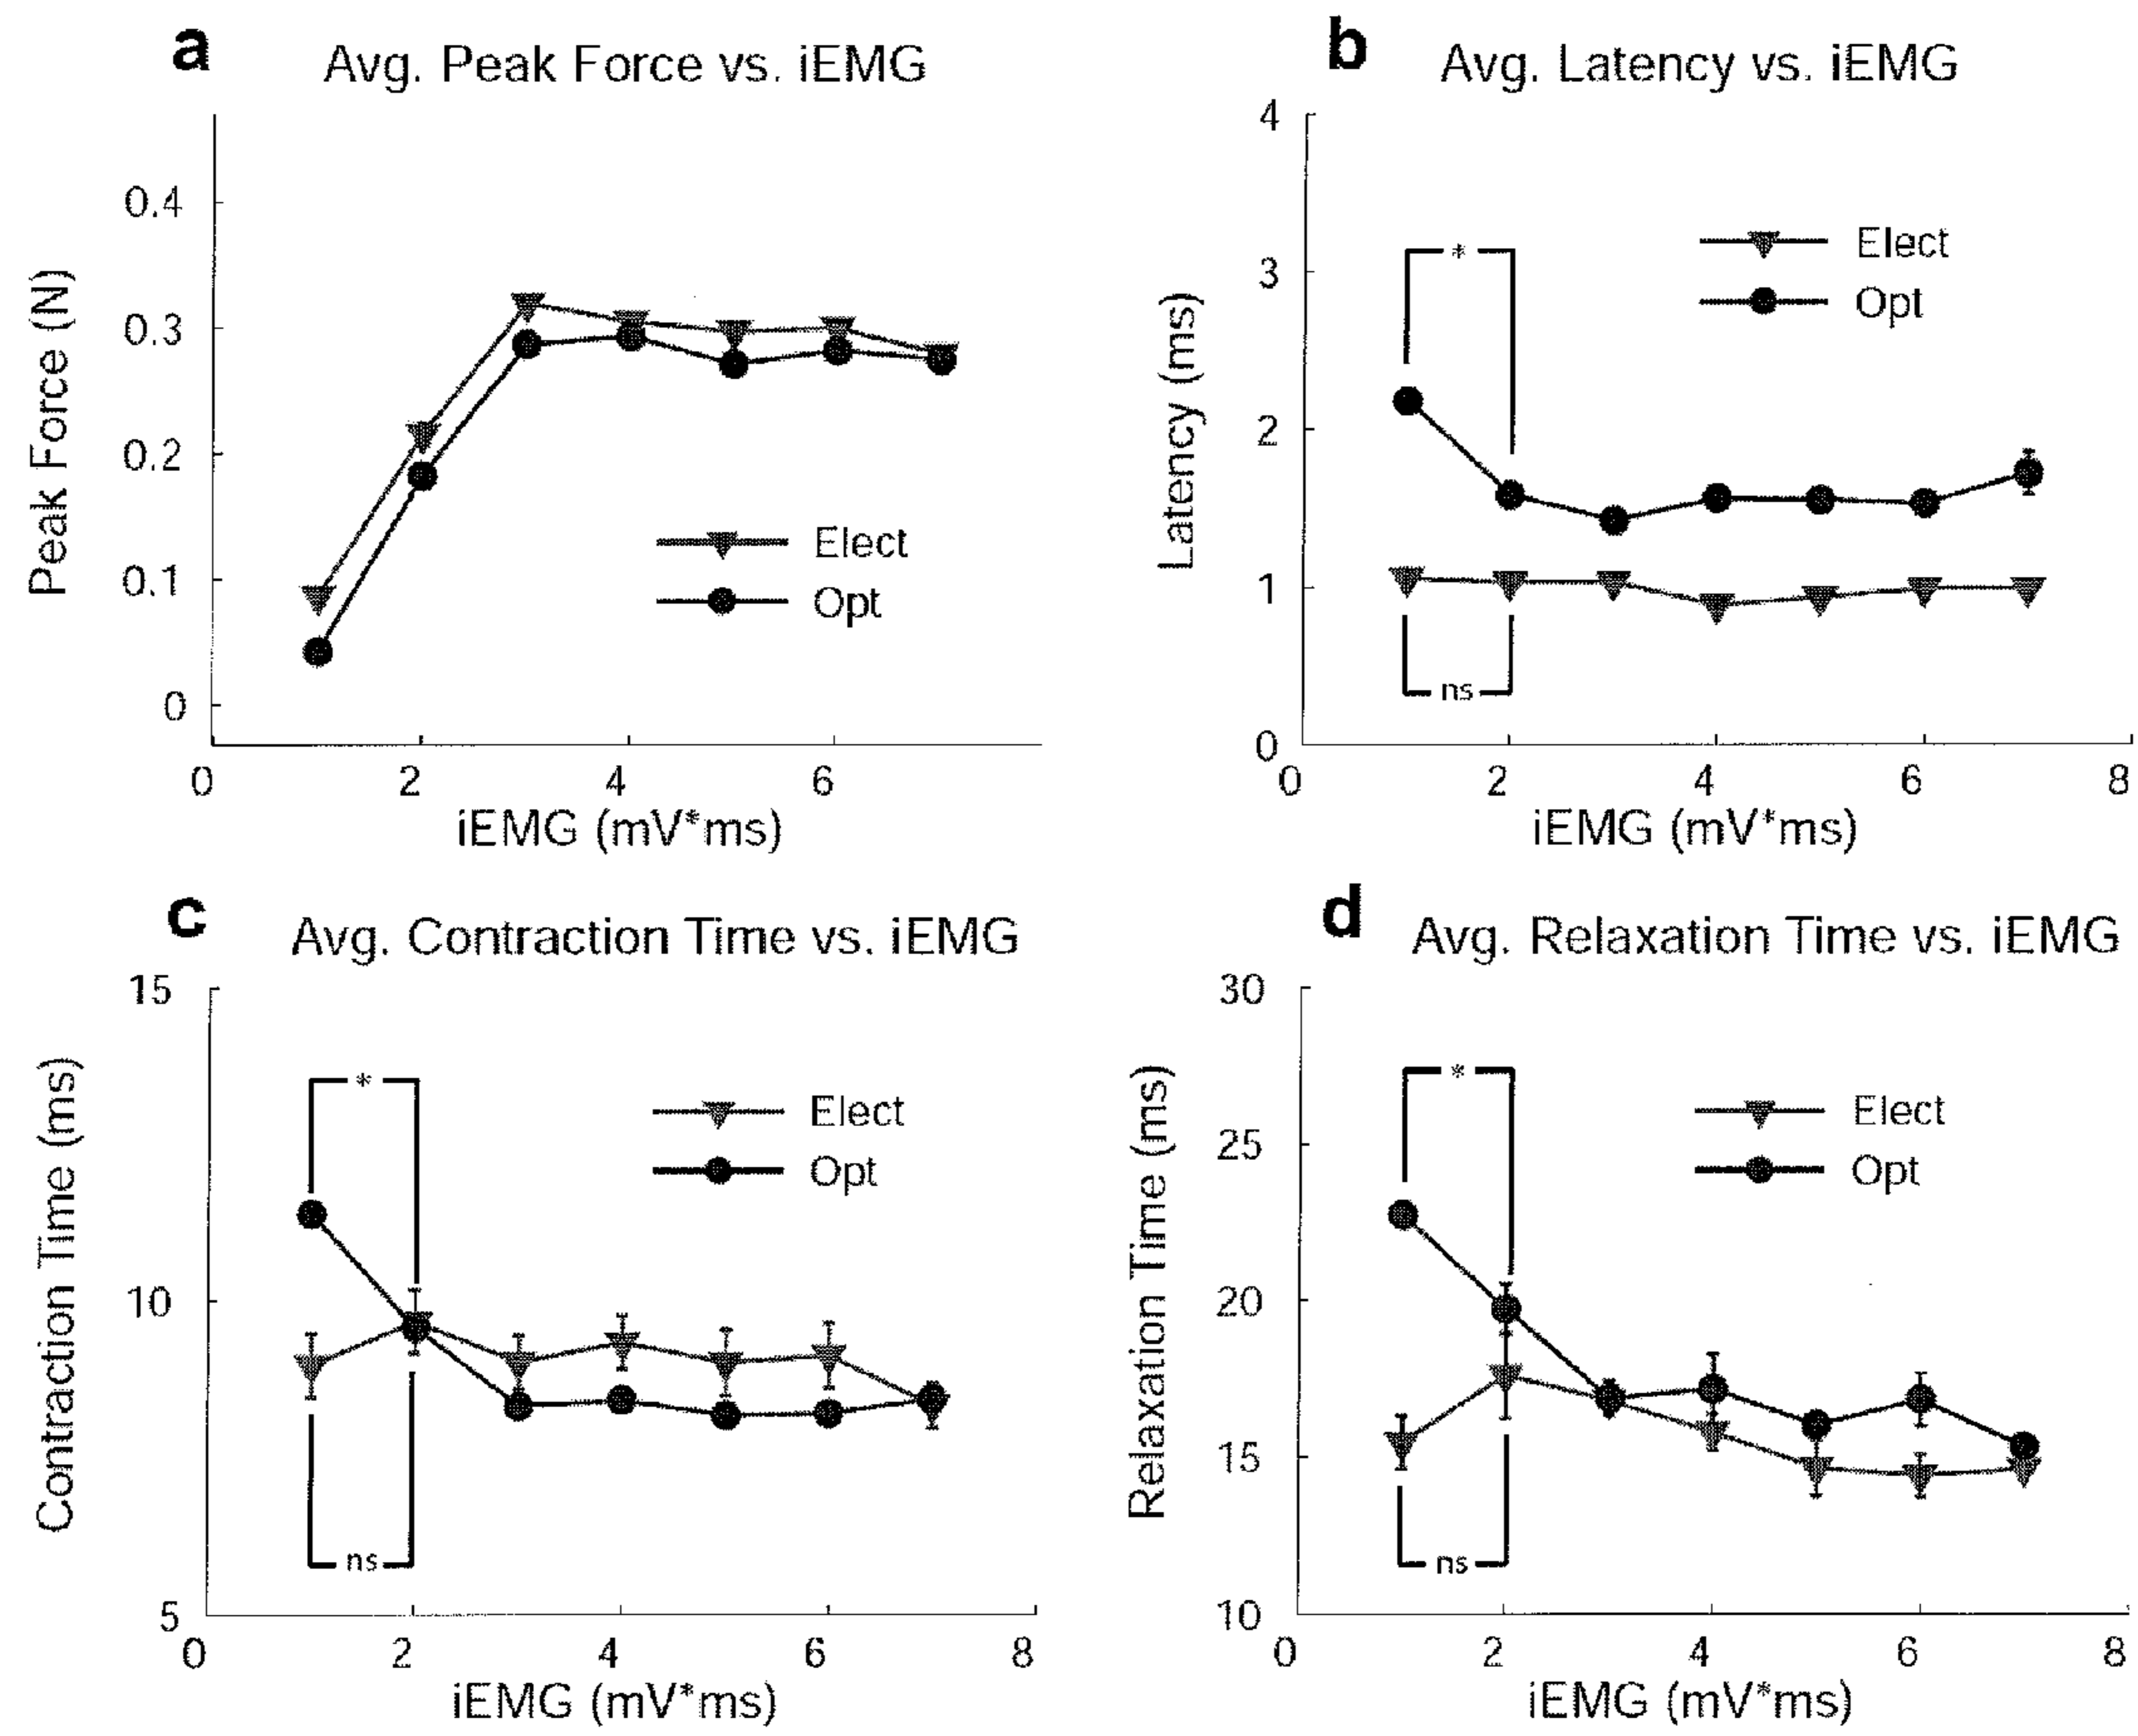 a
Avg. Peak Force vs. iEMG
Peak Force (N)
0.4
0.3
0.2
0.1
0
Elect
Opt
0 2 4 6
iEMG (mV*ms)
b
Avg. Latency vs. iEMG
Latency (ms)
4
3
2
1
0
*
Elect
Opt
ns
0 2 4 6 8
iEMG (mV*ms)
c
Avg. Contraction Time vs. iEMG
Contraction Time (ms)
15
10
5
*
Elect
Opt
ns
0 2 4 6 8
iEMG (mV*ms)
d
Avg. Relaxation Time vs. iEMG
Relaxation Time (ms)
30
25
20
15
10
*
Elect
Opt
ns
0 2 4 6 8
iEMG (mV*ms)